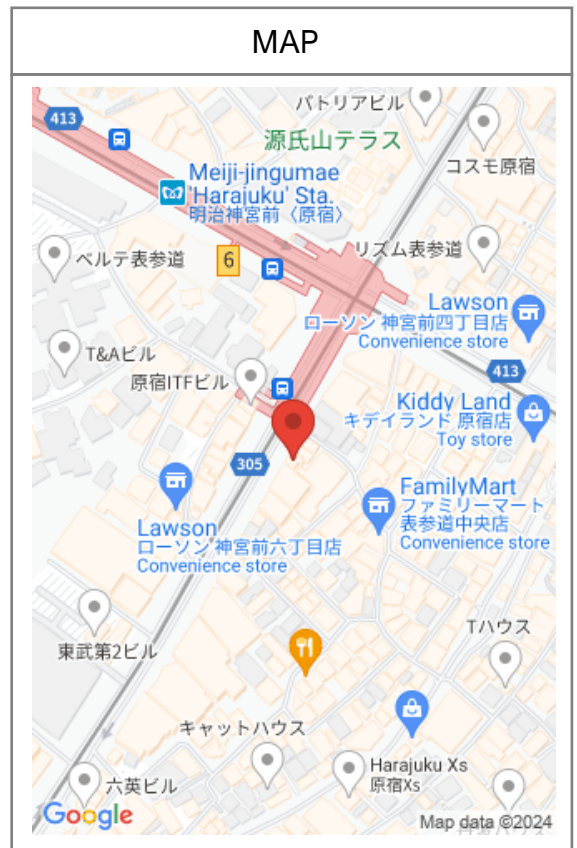 MAP
413
パトリアビル
源氏山テラス
コスモ原宿
Meiji-jingumae
'Harajuku' Sta.
明治神宮前〈原宿〉
ベルテ表参道
6
リズム表参道
Lawson
ローソン 神宮前四丁目店
Convenience store
T&Aビル
413
原宿ITFビル
Kiddy Land
キデイランド 原宿店
Toy store
305
FamilyMart
ファミリーマート
表参道中央店
Convenience store
Lawson
ローソン 神宮前六丁目店
Convenience store
Tハウス
東武第2ビル
キャットハウス
Harajuku Xs
原宿Xs
六英ビル
Google
Map data ©2024